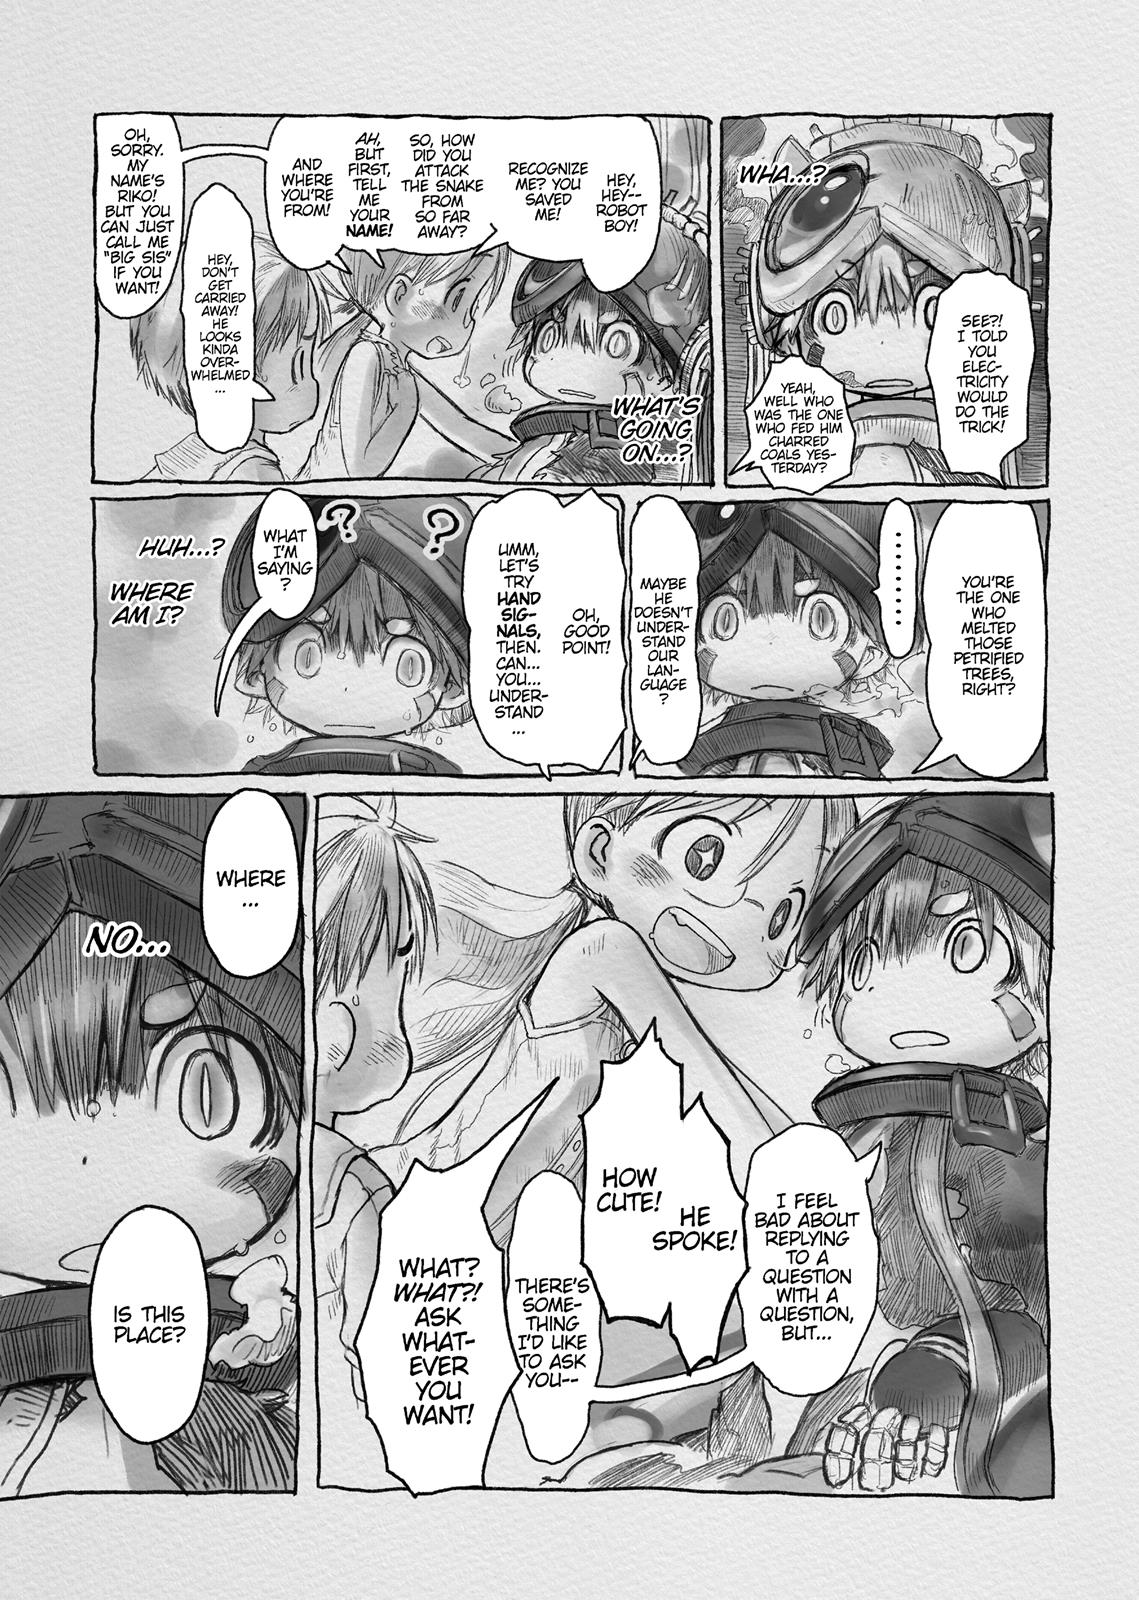 WHA...?
SEE?!
I TOLD
YOU
ELEC-
TRICITY
WOULD
DO THE
TRICK!
YEAH,
WELL WHO
WAS THE ONE
WHO FED HIM
CHARRED
COALS YES-
TERDAY?
HEY,
HEY--
ROBOT
BOY!
RECOGNIZE
ME? YOU
SAVED
ME!
SO, HOW
DID YOU
ATTACK
THE SNAKE
FROM
SO FAR
AWAY?
AH,
BUT
FIRST,
TELL
ME
YOUR
NAME!
AND
WHERE
YOU'RE
FROM!
WHAT'S
GOING
ON...?
OH,
SORRY.
MY
NAME'S
RIKO!
BUT YOU
CAN JUST
CALL ME
"BIG SIS"
IF YOU
WANT!
HEY,
DON'T
GET
CARRIED
AWAY!
HE
LOOKS
KINDA
OVER-
WHELMED
...
YOU'RE
THE ONE
WHO
MELTED
THOSE
PETRIFIED
TREES,
RIGHT?
.........
MAYBE
HE
DOESN'T
UNDER-
STAND
OUR
LAN-
GUAGE
?
OH,
GOOD
POINT!
UMM,
LET'S
TRY
HAND
SIG-
NALS,
THEN.
CAN...
YOU...
UNDER-
STAND
...
WHAT
I'M
SAYING
?
? ?
HUH...?
WHERE
AM I?
I FEEL
BAD ABOUT
REPLYING
TO A
QUESTION
WITH A
QUESTION,
BUT...
HE
SPOKE!
HOW
CUTE!
THERE'S
SOME-
THING
I'D LIKE
TO ASK
YOU--
WHAT?
WHAT?!
ASK
WHAT-
EVER
YOU
WANT!
WHERE
...
NO...
IS THIS
PLACE?